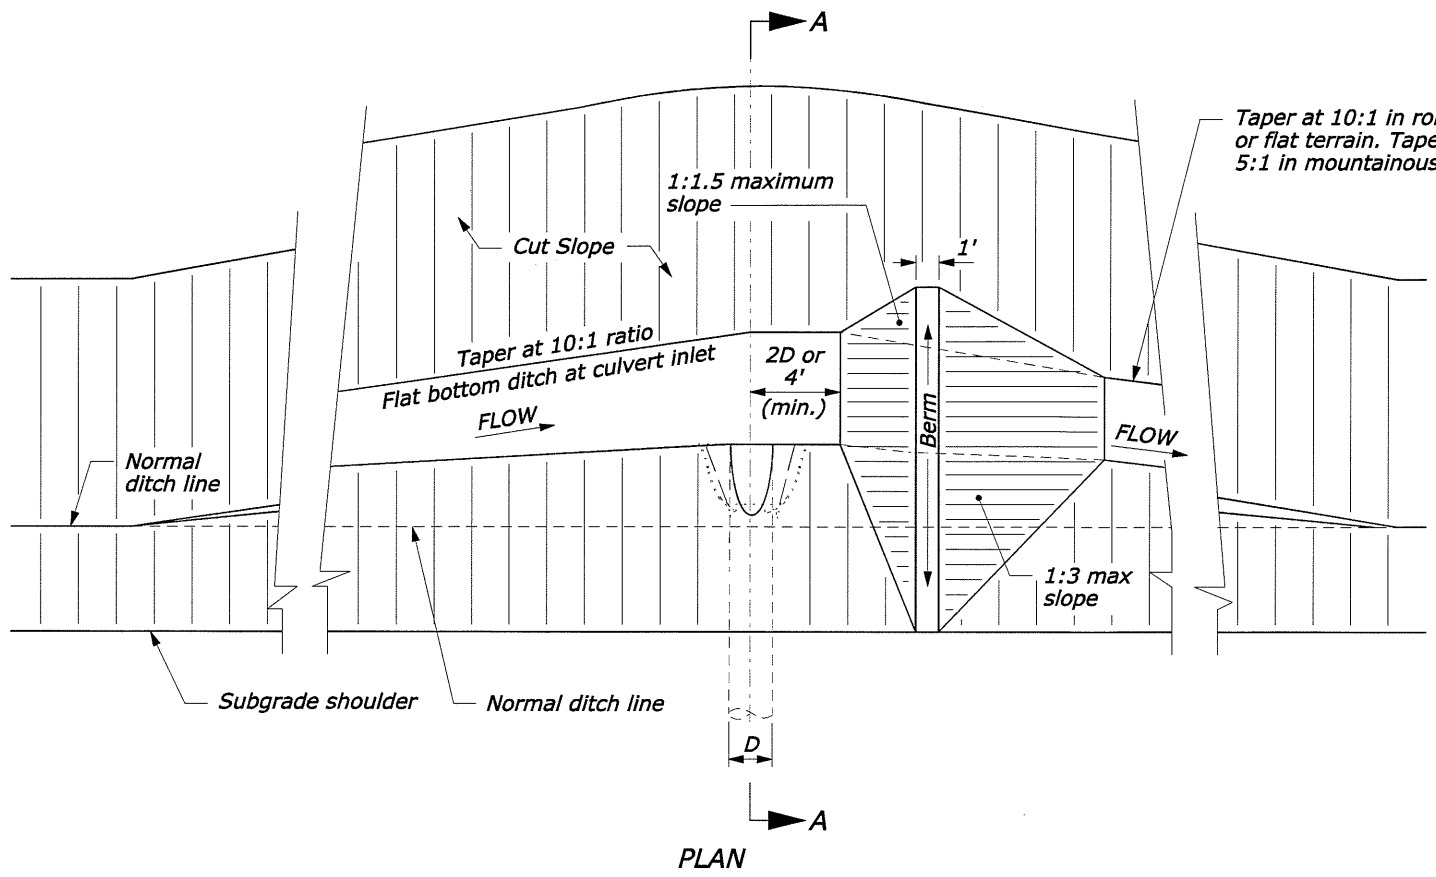 A
Taper at 10:1 in
or flat terrain.
5:1 in mountainous
1:1.5 maximum
slope
Cut Slope
1'
Taper at 10:1 ratio
Flat bottom ditch at culvert inlet
2D or
4'
(min.)
FLOW
Berm
FLOW
Normal
ditch line
1:3 max
slope
Subgrade shoulder
Normal ditch line
D
A
PLAN